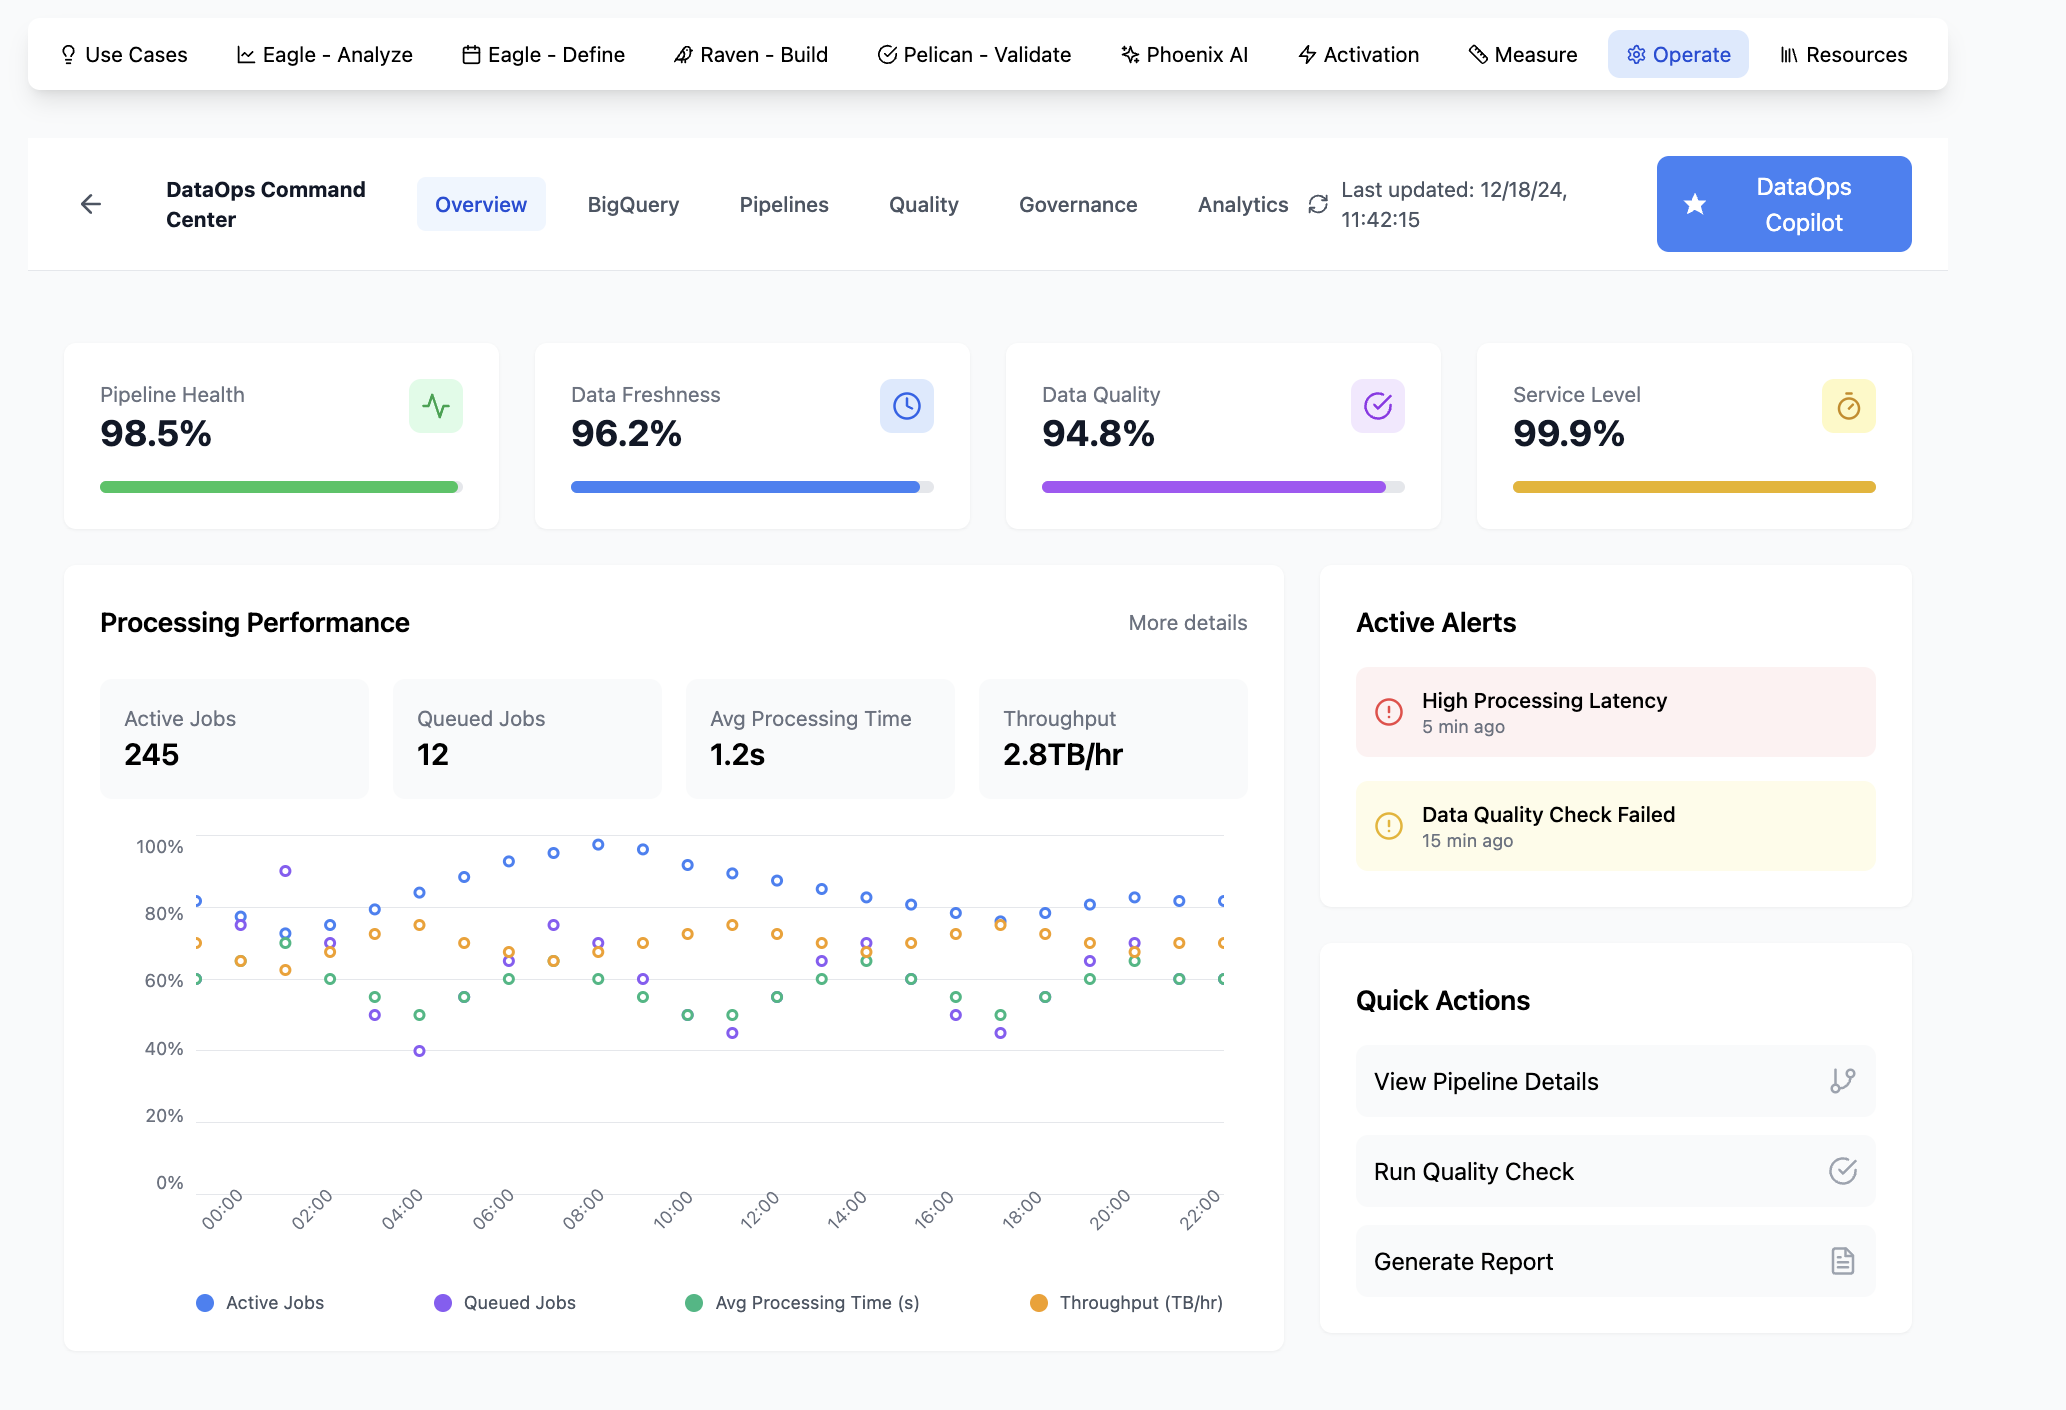 Use Cases
Eagle - Analyze
Eagle - Define
Raven - Build
Pelican - Validate
Phoenix AI
Activation
Measure
Operate
Resources
DataOps Command
Center
Overview
BigQuery
Pipelines
Quality
Governance
Analytics
Last updated: 12/18/24,
11:42:15
DataOps
Copilot
Pipeline Health
98.5%
Data Freshness
96.2%
Data Quality
94.8%
Service Level
99.9%
Processing Performance
More details
Active Jobs
245
Queued Jobs
12
Avg Processing Time
1.2s
Throughput
2.8TB/hr
100%
80%
60%
40%
20%
0%
00:00
02:00
04:00
06:00
08:00
10:00
12:00
14:00
16:00
18:00
20:00
22:00
Active Jobs
Queued Jobs
Avg Processing Time (s)
Throughput (TB/hr)
Active Alerts
High Processing Latency
5 min ago
Data Quality Check Failed
15 min ago
Quick Actions
View Pipeline Details
Run Quality Check
Generate Report